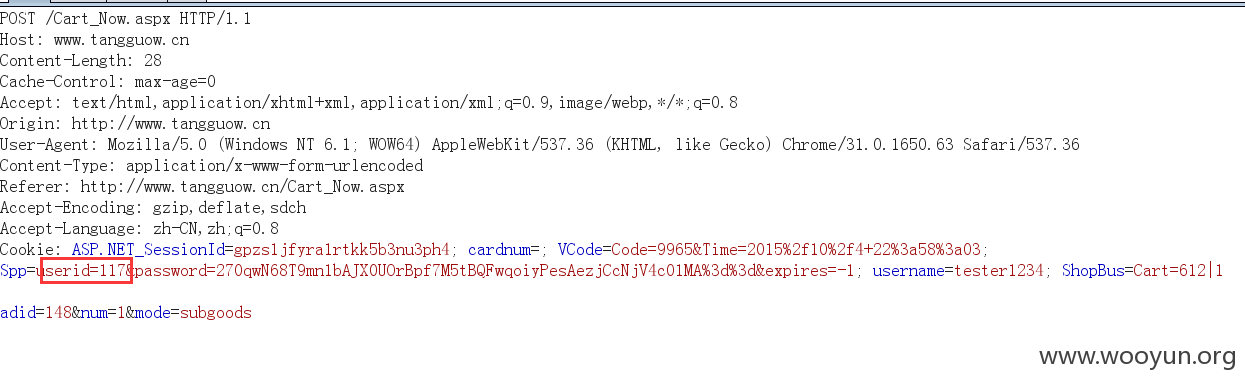 POST /Cart_Now.aspx HTTP/1.1
Host: www.tangguow.cn
Content-Length: 28
Cache-Control: max-age=0
Accept: text/html,application/xhtml+xml,application/xml;q=0.9,image/webp,*/*;q=0.8
Origin: http://www.tangguow.cn
User-Agent: Mozilla/5.0 (Windows NT 6.1; WOW64) AppleWebKit/537.36 (KHTML, like Gecko) Chrome/31.0.1650.63 Safari/537.36
Content-Type: application/x-www-form-urlencoded
Referer: http://www.tangguow.cn/Cart_Now.aspx
Accept-Encoding: gzip,deflate,sdch
Accept-Language: zh-CN,zh;q=0.8
Cookie: ASP.NET_SessionId=gpzs1jfyra1rtkk5b3nu3ph4; cardnum=; VCode=Code=9965&Time=2015%2f10%2f4+22%3a58%3a03;
Spp=userid=117&password=270qwN68T9mn1bAJX0UOrBpf7M5tBQFwqoiyPesAezjCcNjV4c01MA%3d%3d&expires=-1; username=tester1234; ShopBus=Cart=612|1
adid=148&num=1&mode=subgoods
www.wooyun.org